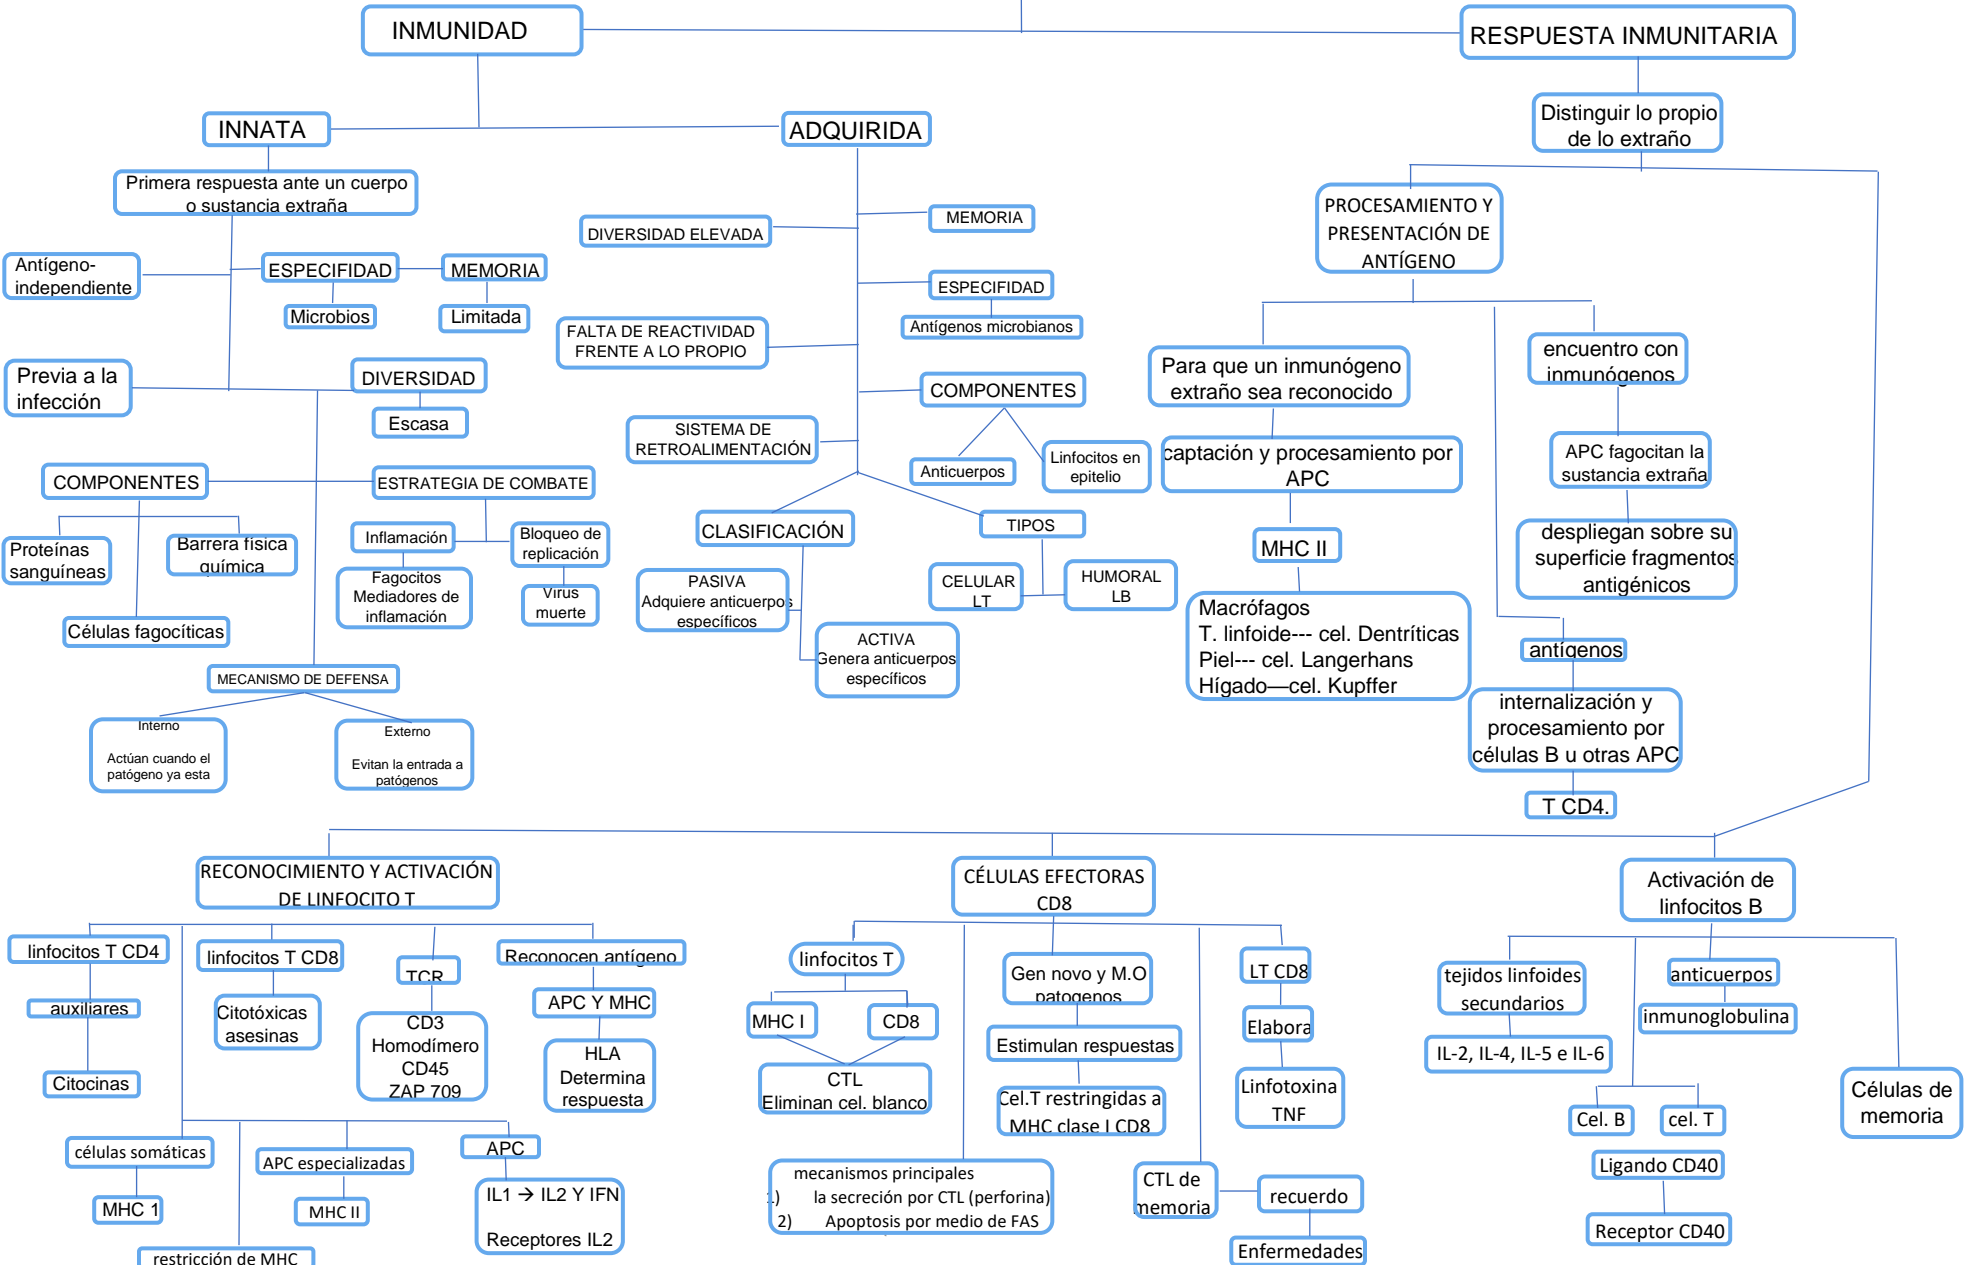 INMUNIDAD
RESPUESTA INMUNITARIA
INNATA
ADQUIRIDA
Distinguir lo propio
de lo extraño
Primera respuesta ante un cuerpo
o sustancia extraña
Antígeno-
independiente
ESPECIFIDAD
MEMORIA
Microbios
Limitada
Previa a la
infección
DIVERSIDAD
Escasa
COMPONENTES
ESTRATEGIA DE COMBATE
Proteínas
sanguíneas
Barrera física
química
Células fagocíticas
Inflamación
Bloqueo de
replicación
Fagocitos
Mediadores de
inflamación
Virus
muerte
MECANISMO DE DEFENSA
Interno
Actúan cuando el
patógeno ya esta
Externo
Evitan la entrada a
patógenos
DIVERSIDAD ELEVADA
MEMORIA
ESPECIFIDAD
Antígenos microbianos
FALTA DE REACTIVIDAD
FRENTE A LO PROPIO
COMPONENTES
Anticuerpos
Linfocitos en
epitelio
SISTEMA DE
RETROALIMENTACIÓN
CLASIFICACIÓN
TIPOS
PASIVA
Adquiere anticuerpos
específicos
ACTIVA
Genera anticuerpos
específicos
CELULAR
LT
HUMORAL
LB
PROCESAMIENTO Y
PRESENTACIÓN DE
ANTÍGENO
Para que un inmunógeno
extraño sea reconocido
captación y procesamiento por
APC
MHC II
Macrófagos
T. linfoide--- cel. Dentríticas
Piel--- cel. Langerhans
Hígado—cel. Kupffer
encuentro con
inmunógenos
APC fagocitan la
sustancia extraña
despliegan sobre su
superficie fragmentos
antigénicos
antígenos
internalización y
procesamiento por
células B u otras APC
T CD4.
RECONOCIMIENTO Y ACTIVACIÓN
DE LINFOCITO T
linfocitos T CD4
auxiliares
Citocinas
linfocitos T CD8
Citotóxicas
asesinas
TCR
CD3
Homodímero
CD45
ZAP 709
Reconocen antígeno
APC Y MHC
HLA
Determina
respuesta
células somáticas
MHC 1
restricción de MHC
APC especializadas
MHC II
APC
IL1 → IL2 Y IFN
Receptores IL2
CÉLULAS EFECTORAS
CD8
linfocitos T
MHC I
CD8
CTL
Eliminan cel. blanco
mecanismos principales
1) la secreción por CTL (perforina)
2) Apoptosis por medio de FAS
Gen novo y M.O
patogenos
Estimulan respuestas
Cel.T restringidas a
MHC clase I CD8
CTL de
memoria
recuerdo
Enfermedades
LT CD8
Elabora
Linfotoxina
TNF
Activación de
linfocitos B
tejidos linfoides
secundarios
IL-2, IL-4, IL-5 e IL-6
anticuerpos
inmunoglobulina
Cel. B
cel. T
Ligando CD40
Receptor CD40
Células de
memoria